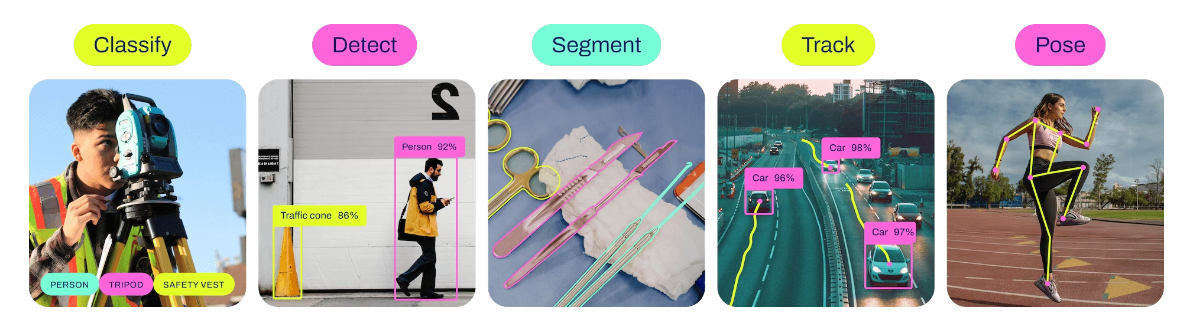 Classify
Detect
Segment
Track
Pose
PERSON
TRIPOD
SAFETY VEST
2
Person 92%
Traffic cone 86%
Car 98%
Car 96%
Car 97%